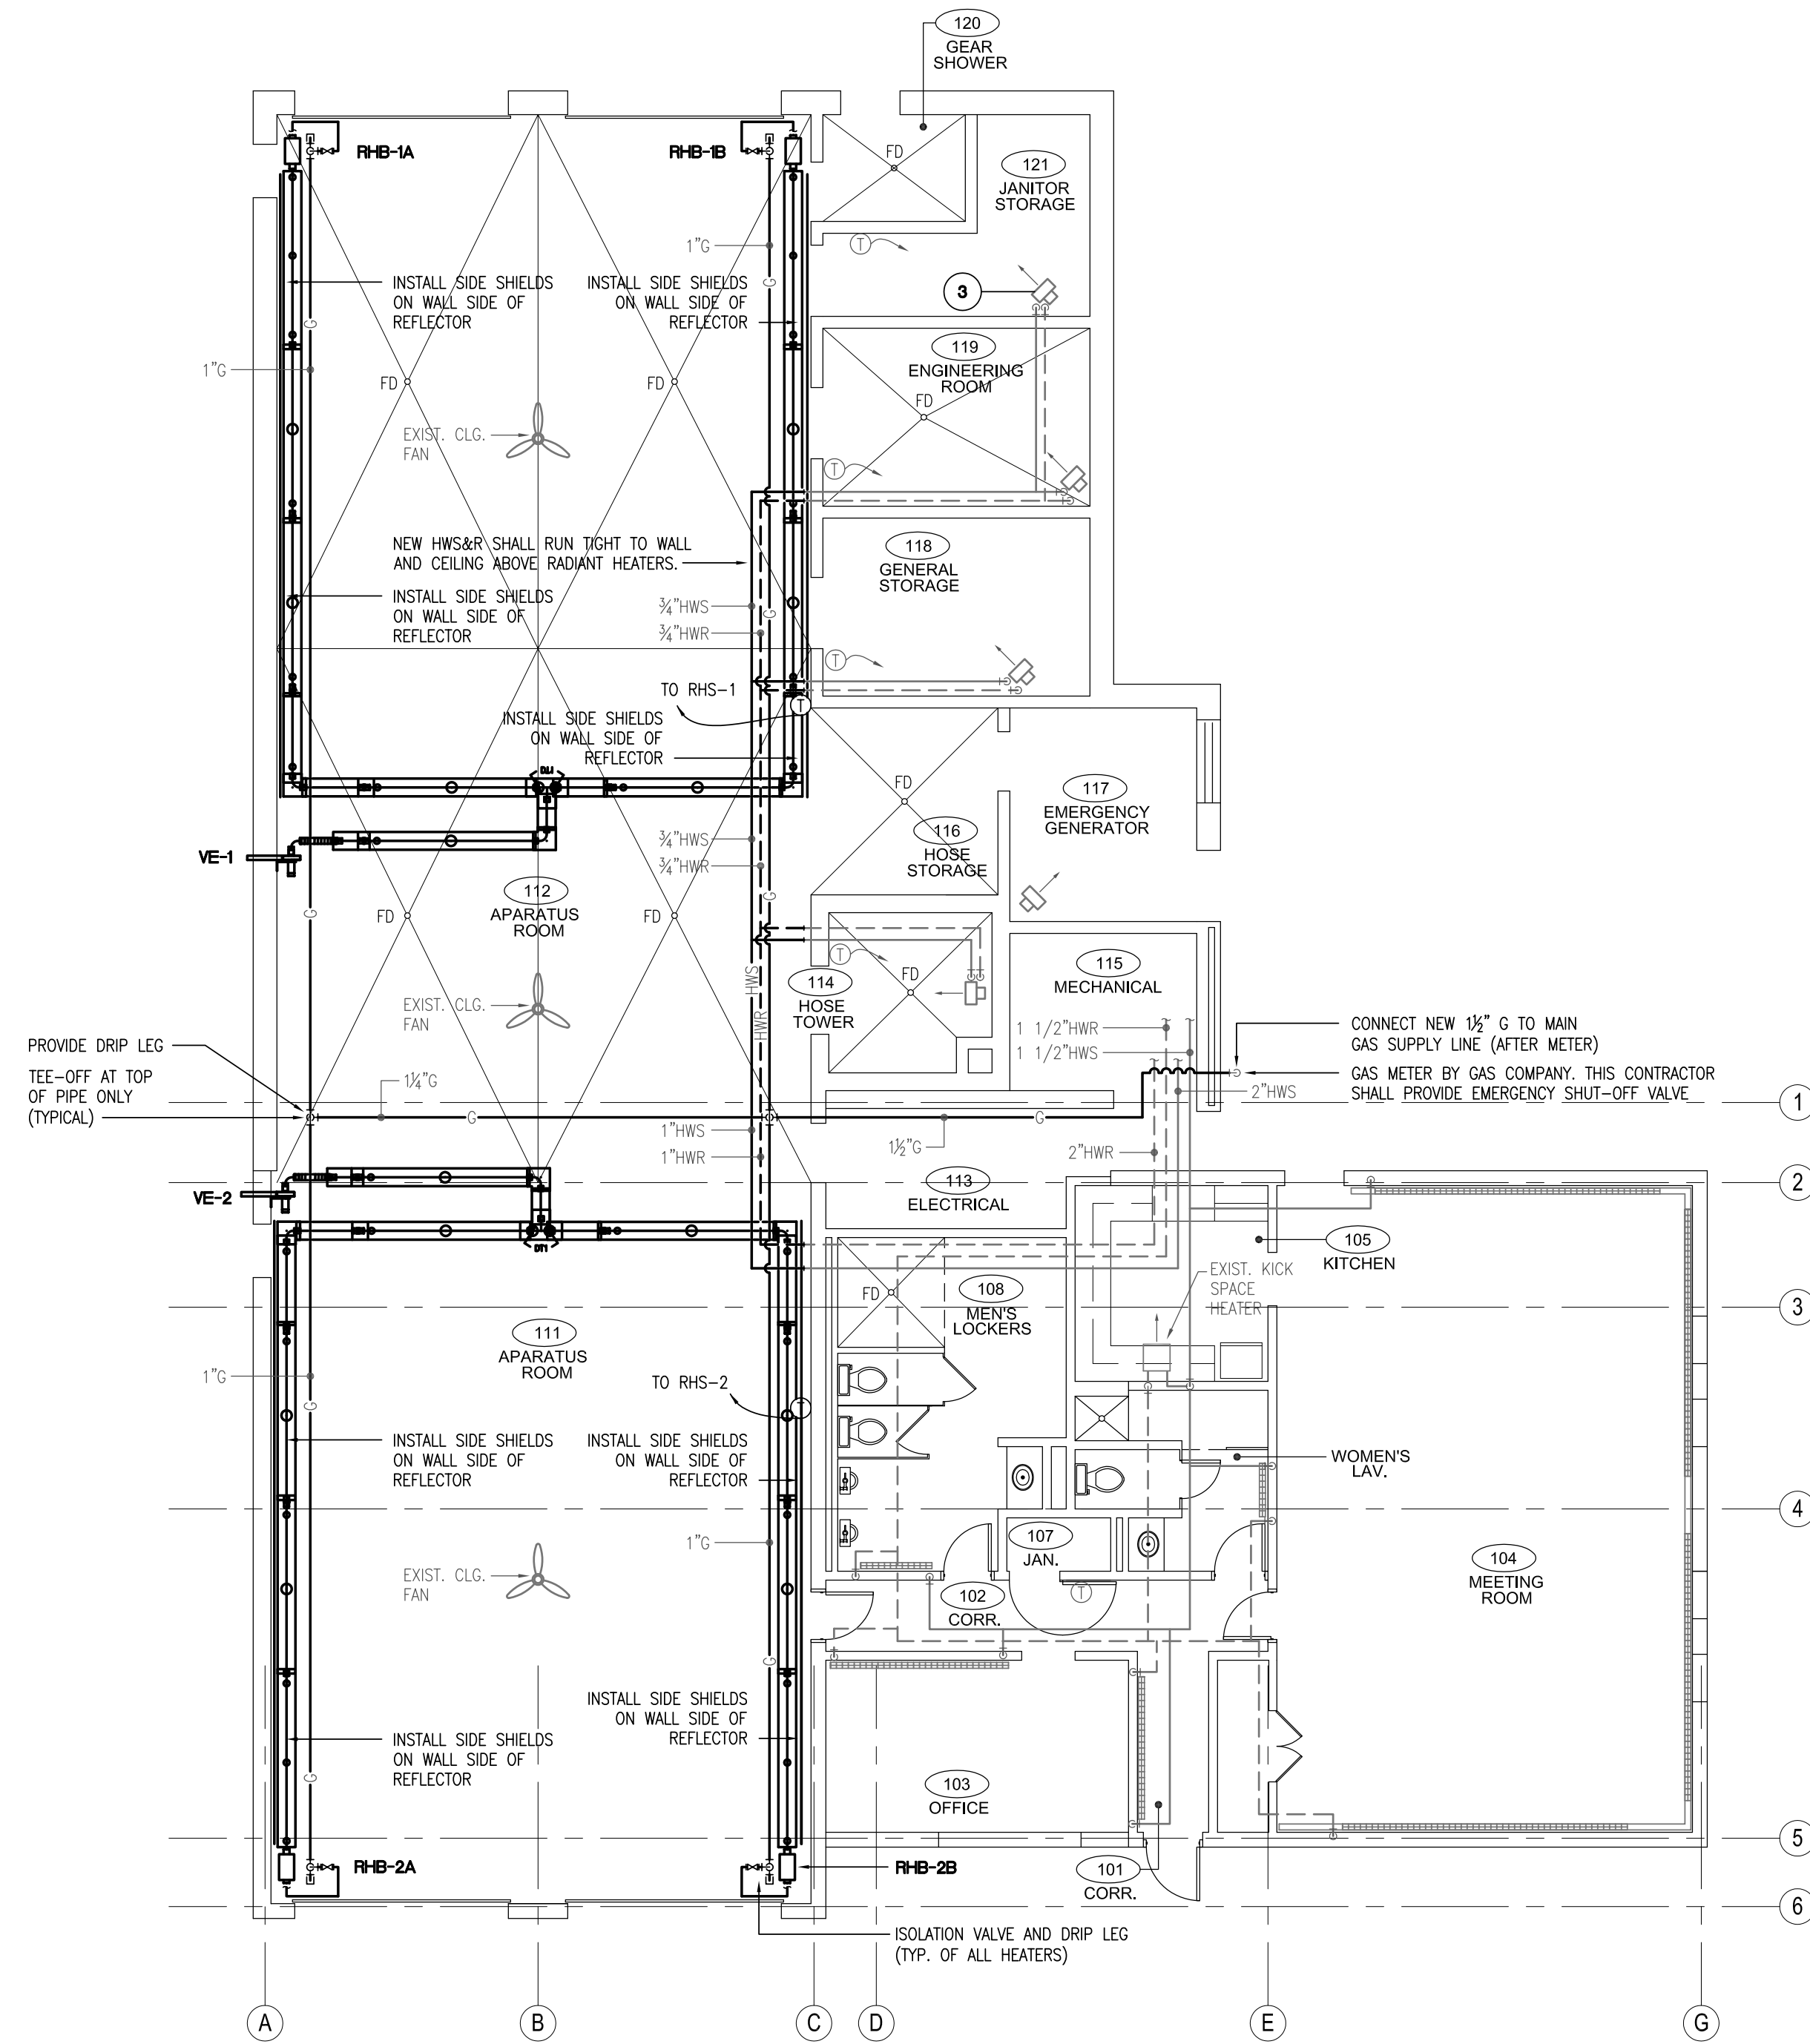 120
GEAR
SHOWER
RHB-1A
RHB-1B
FD
121
JANITOR
STORAGE
T
1"G
G
INSTALL SIDE SHIELDS
ON WALL SIDE OF
REFLECTOR
INSTALL SIDE SHIELDS
ON WALL SIDE OF
REFLECTOR
3
G
1"G
119
ENGINEERING
ROOM
FD
FD
FD
EXIST. CLG.
FAN
T
NEW HWS&R SHALL RUN TIGHT TO WALL
AND CEILING ABOVE RADIANT HEATERS.
118
GENERAL
STORAGE
INSTALL SIDE SHIELDS
ON WALL SIDE OF
REFLECTOR
¾"HWS
G
¾"HWR
T
TO RHS-1
T
INSTALL SIDE SHIELDS
ON WALL SIDE OF
REFLECTOR
FD
117
EMERGENCY
GENERATOR
116
HOSE
STORAGE
¾"HWS
¾"HWR
VE-1
112
APARATUS
ROOM
G
G
FD
FD
T
FD
115
MECHANICAL
114
HOSE
TOWER
HWS
HWR
EXIST. CLG.
FAN
1 1/2"HWR
1 1/2"HWS
CONNECT NEW 1½" G TO MAIN
GAS SUPPLY LINE (AFTER METER)
GAS METER BY GAS COMPANY. THIS CONTRACTOR
SHALL PROVIDE EMERGENCY SHUT-OFF VALVE
2"HWS
PROVIDE DRIP LEG
TEE-OFF AT TOP
OF PIPE ONLY
(TYPICAL)
1¼"G
G
G
1
1"HWS
1"HWR
1½"G
2"HWR
VE-2
113
ELECTRICAL
2
DT1
105
KITCHEN
EXIST. KICK
SPACE
HEATER
108
MEN'S
LOCKERS
FD
3
111
APARATUS
ROOM
1"G
G
G
TO RHS-2
T
INSTALL SIDE SHIELDS
ON WALL SIDE OF
REFLECTOR
INSTALL SIDE SHIELDS
ON WALL SIDE OF
REFLECTOR
WOMEN'S
LAV.
4
1"G
107
JAN.
104
MEETING
ROOM
EXIST. CLG.
FAN
T
102
CORR.
G
INSTALL SIDE SHIELDS
ON WALL SIDE OF
REFLECTOR
INSTALL SIDE SHIELDS
ON WALL SIDE OF
REFLECTOR
G
103
OFFICE
5
RHB-2A
RHB-2B
101
CORR.
6
ISOLATION VALVE AND DRIP LEG
(TYP. OF ALL HEATERS)
A
B
C
D
E
G